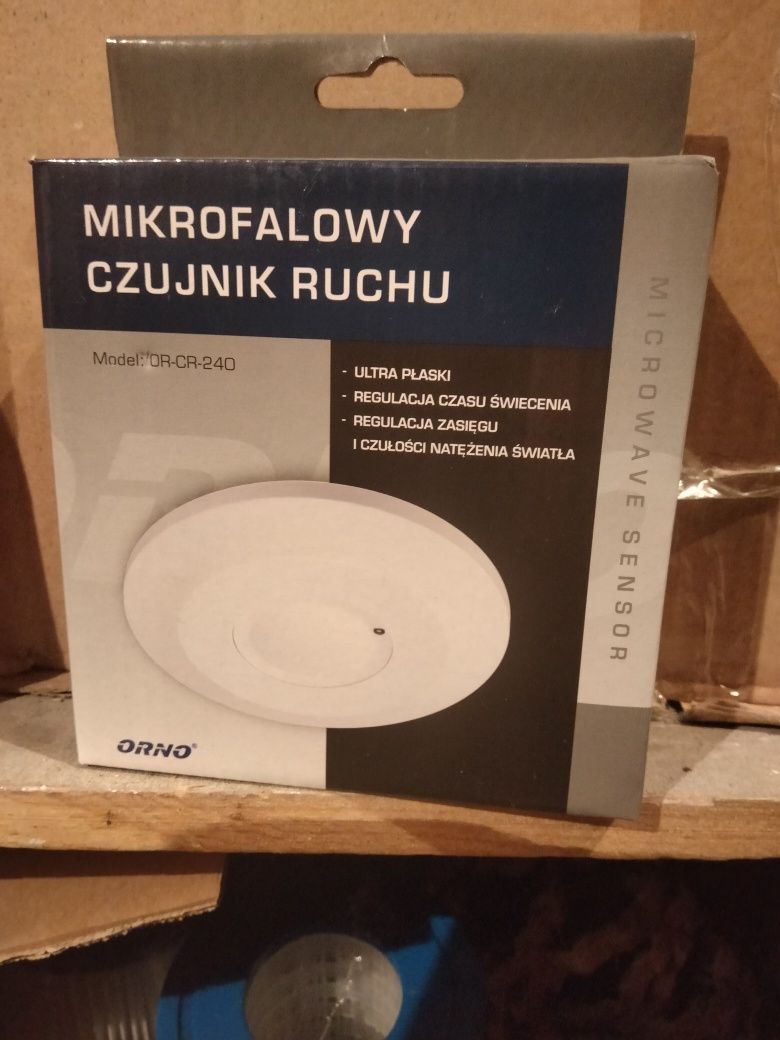 MIKROFALOWY
CZUJNIK RUCHU
Model: OR-CR-240
- ULTRA PŁASKI
- REGULACJA CZASU ŚWIECENIA
- REGULACJA ZASIĘGU
I CZUŁOŚCI NATĘŻENIA ŚWIATŁA
MICROWAVE SENSOR
ORNO®